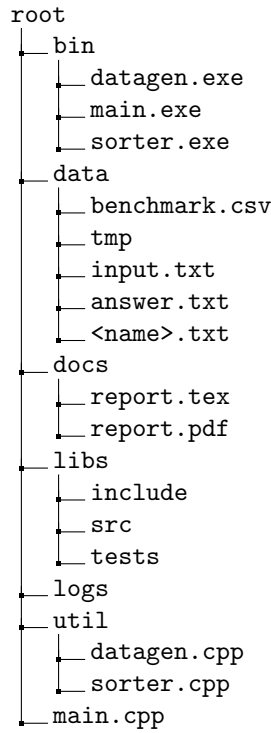 root
bin
datagen.exe
main.exe
sorter.exe
data
benchmark.csv
tmp
input.txt
answer.txt
<name>.txt
docs
report.tex
report.pdf
libs
include
src
tests
logs
util
datagen.cpp
sorter.cpp
main.cpp